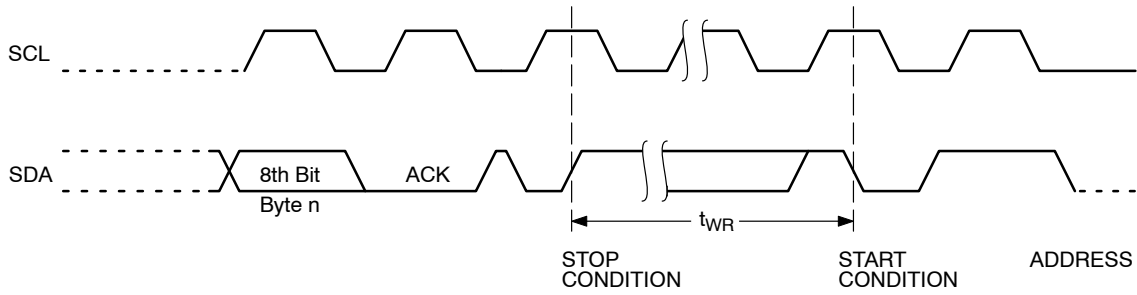 SCL
SDA
8th Bit
Byte n
ACK
tWR
STOP
CONDITION
START
CONDITION
ADDRESS